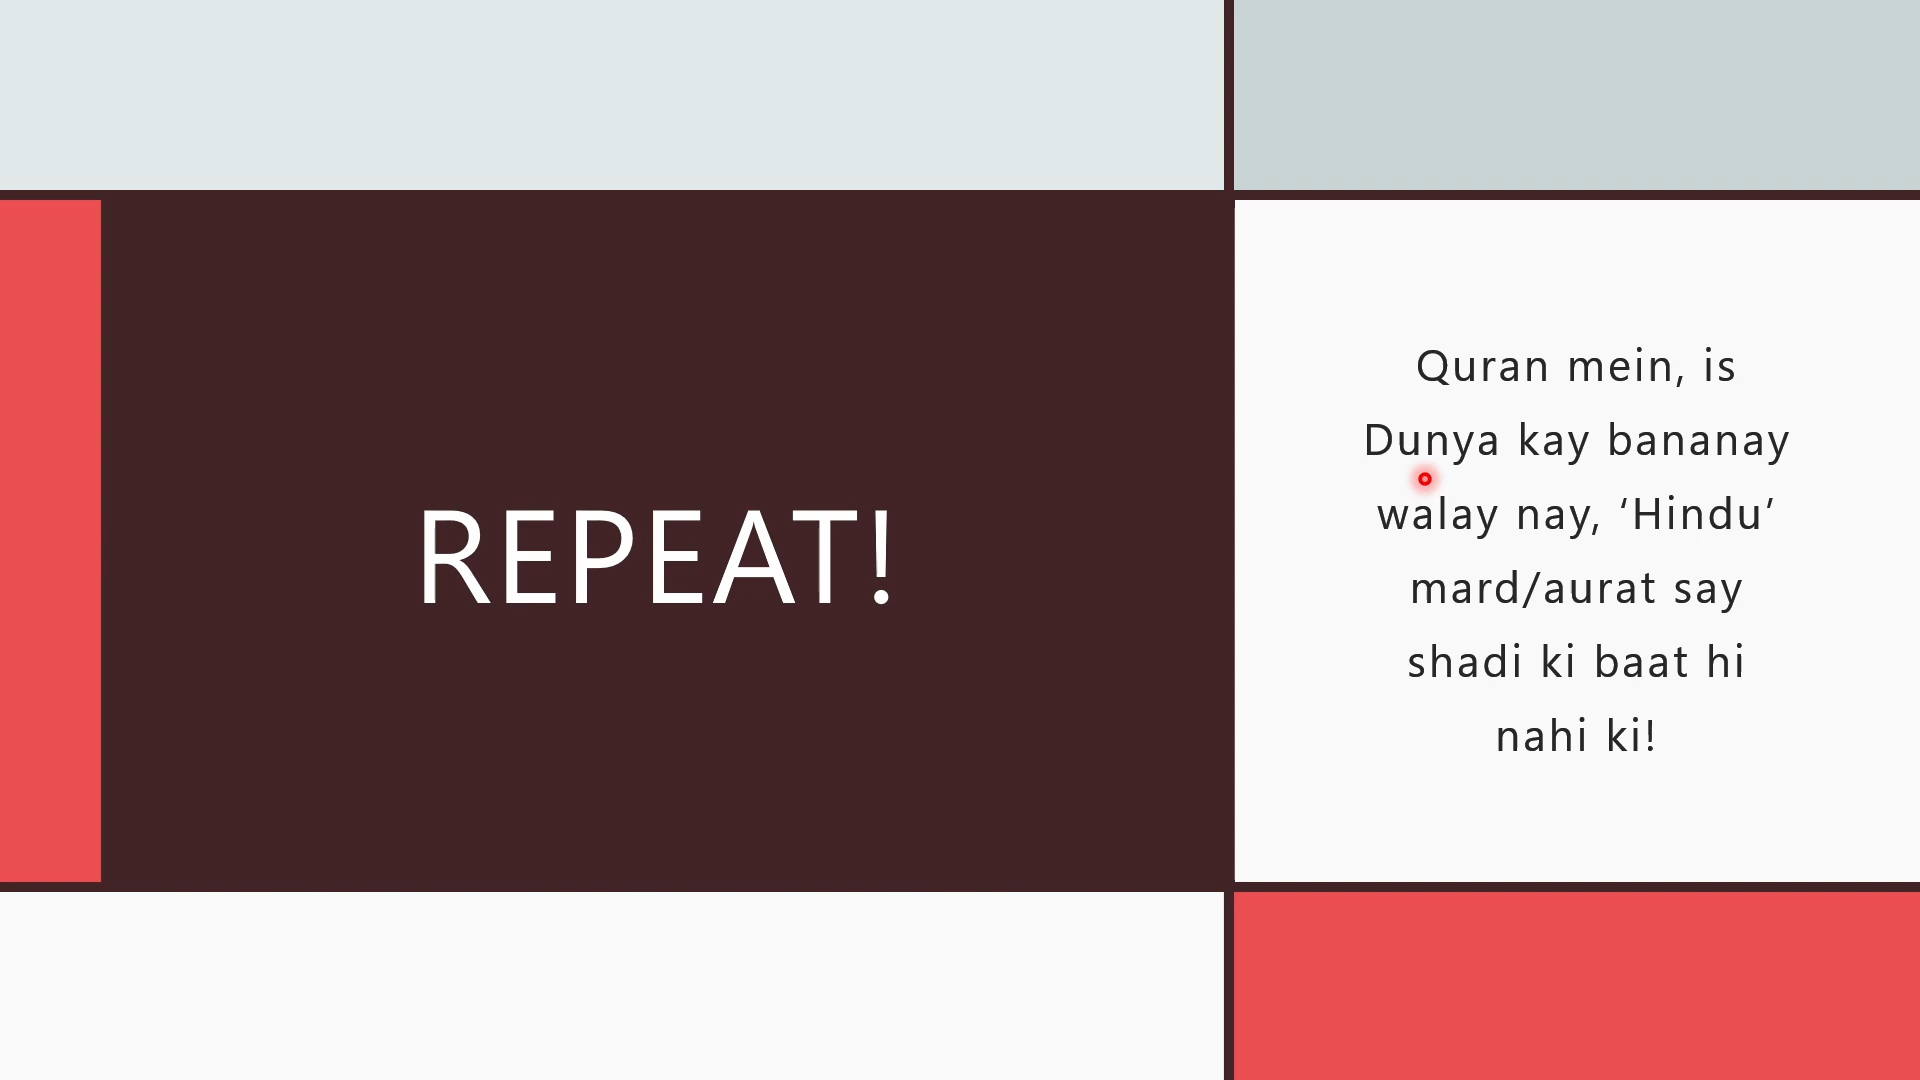 REPEAT!
Quran mein, is
Dunya kay bananay
walay nay, ‘Hindu’
mard/aurat say
shadi ki baat hi
nahi ki!